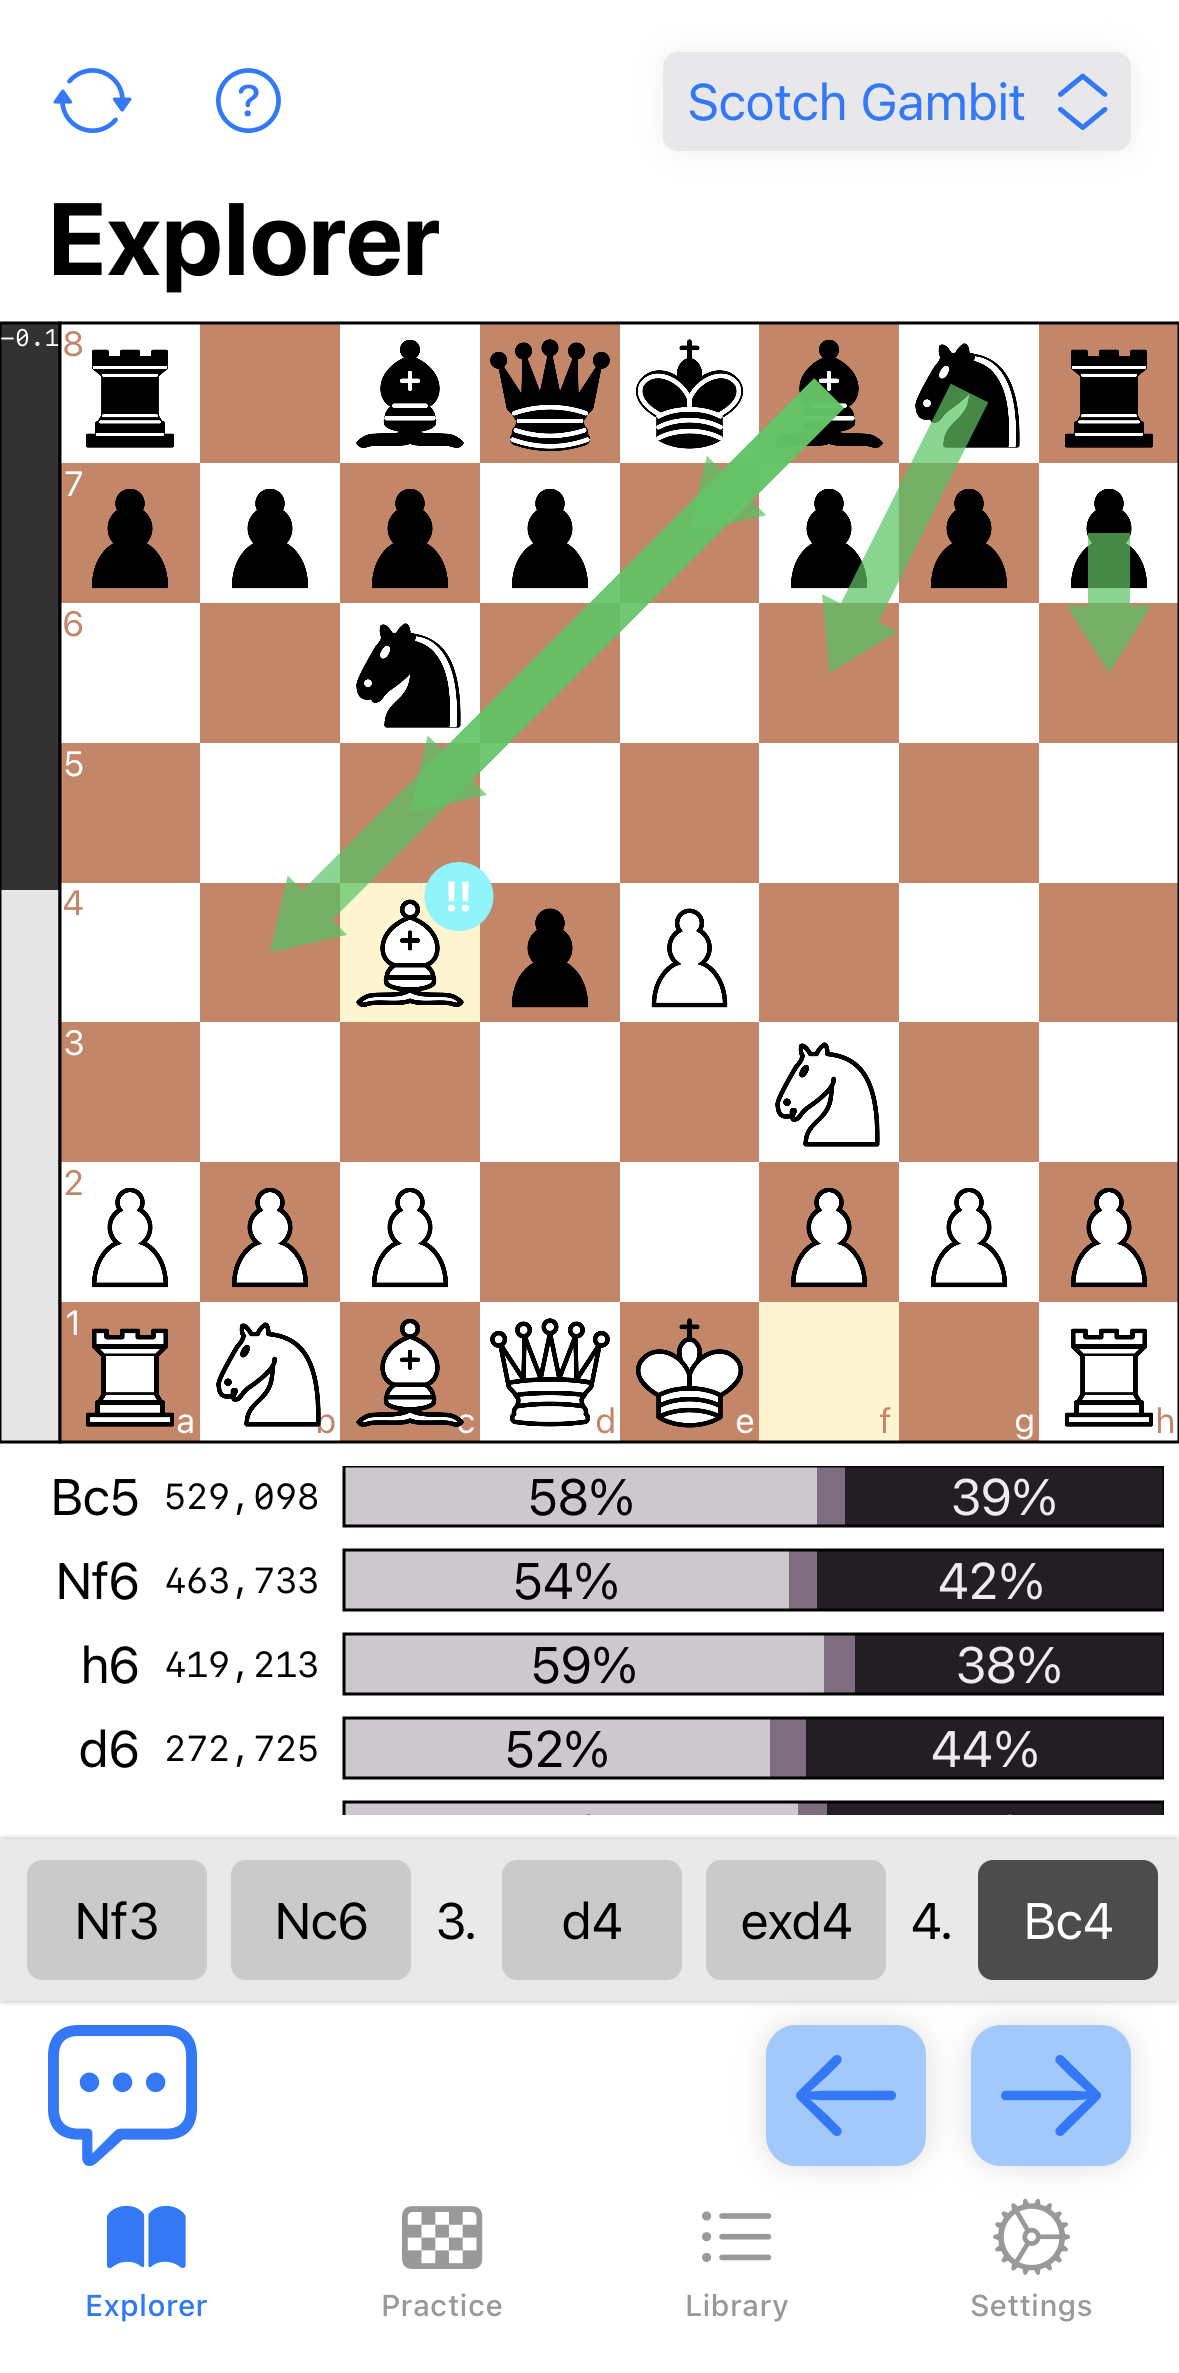 ?
Scotch Gambit
Explorer
-0.1
8
7
6
5
!!
4
3
2
1
a b c d e f g h
Bc5 529,098 58% 39%
Nf6 463,733 54% 42%
h6 419,213 59% 38%
d6 272,725 52% 44%
Nf3 Nc6 3. d4 exd4 4. Bc4
Explorer Practice Library Settings